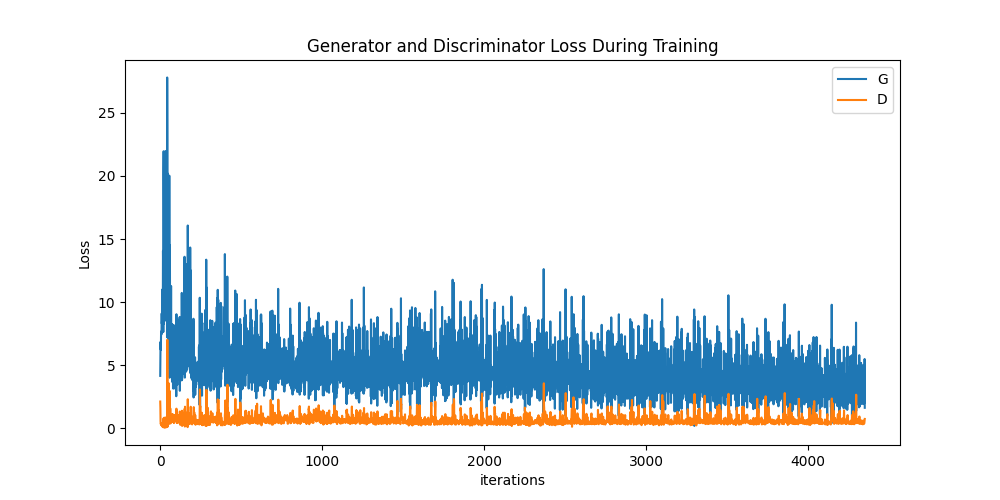 Generator and Discriminator Loss During Training
G
D
25
20
15
10
5
0
Loss
0
1000
2000
3000
4000
iterations